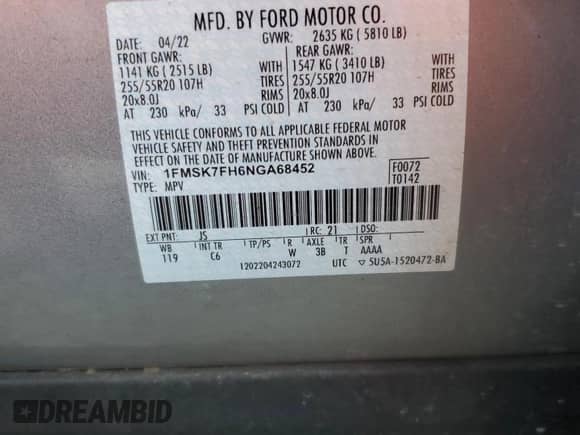 MFD. BY FORD MOTOR CO.
DATE: 04/22 GVWR: 2635 KG ( 5810 LB)
FRONT GAWR: REAR GAWR:
1141 KG ( 2515 LB) WITH 1547 KG ( 3410 LB) WITH
255/55R20 107H TIRES 255/55R20 107H TIRES
20x8.0J RIMS 20x8.0J RIMS
AT 230 kPa/ 33 PSI COLD AT 230 kPa/ 33 PSI COLD
THIS VEHICLE CONFORMS TO ALL APPLICABLE FEDERAL MOTOR
VEHICLE SAFETY AND THEFT PREVENTION STANDARDS IN
EFFECT ON THE DATE OF MANUFACTURE SHOWN ABOVE.
VIN: 1FMSK7FH6NGA68452 F0072
TYPE: MPV T0142
EXT PNT: JS RC: 21 DSO:
WB INT TR TP/PS R AXLE TR SPR
119 C6 W 3B T AAAA
1202204243072 UTC ▽ 5U5A-1520472-BA
DREAMBID